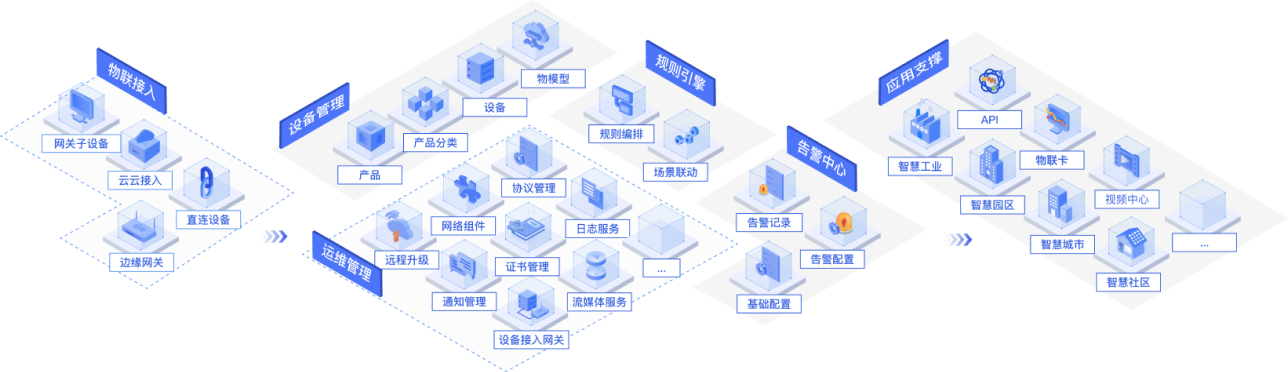 物联接入
网关子设备
云云接入
直连设备
边缘网关
设备管理
物模型
设备
产品分类
产品
运维管理
协议管理
网络组件
日志服务
远程升级
证书管理
...
通知管理
流媒体服务
设备接入网关
规则引擎
规则编排
场景联动
告警中心
告警记录
告警配置
基础配置
应用支撑
API
智慧工业
物联卡
智慧园区
视频中心
智慧城市
...
智慧社区